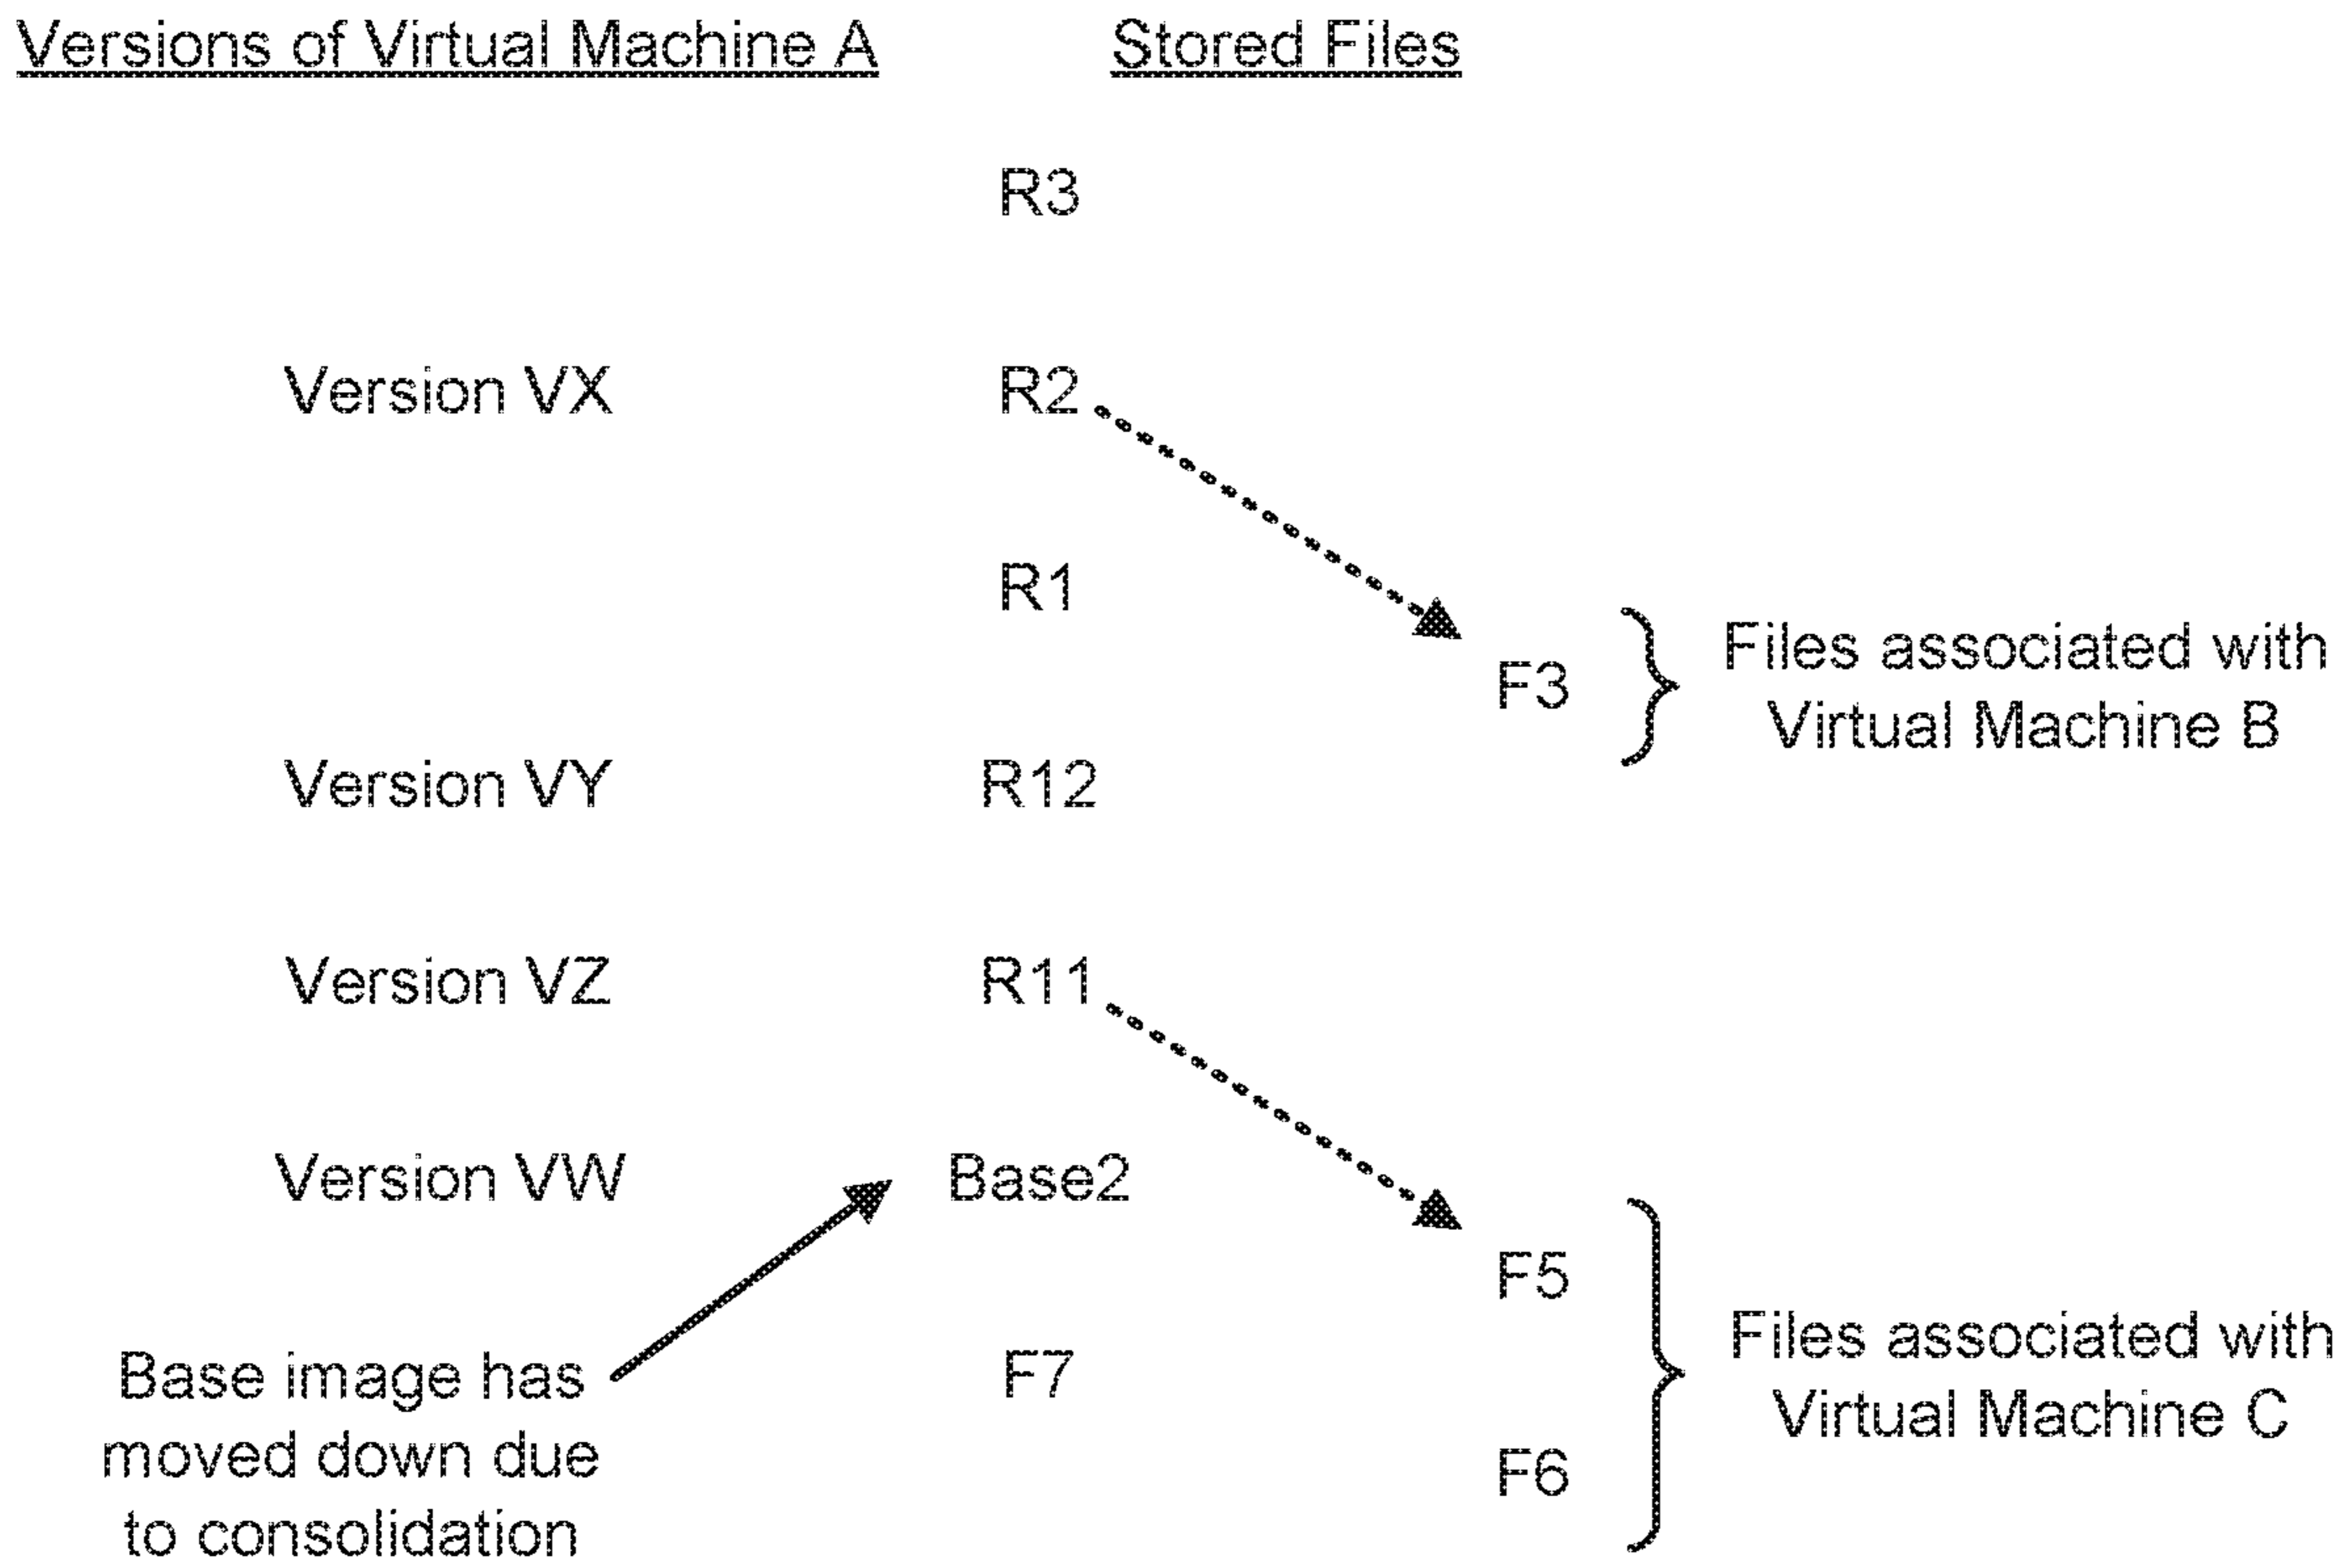 Versions of Virtual Machine A
Stored Files
R3
Version VX
R2
R1
F3
Files associated with
Virtual Machine B
Version VY
R12
Version VZ
R11
Version VW
Base2
F5
Base image has
moved down due
to consolidation
F7
F6
Files associated with
Virtual Machine C